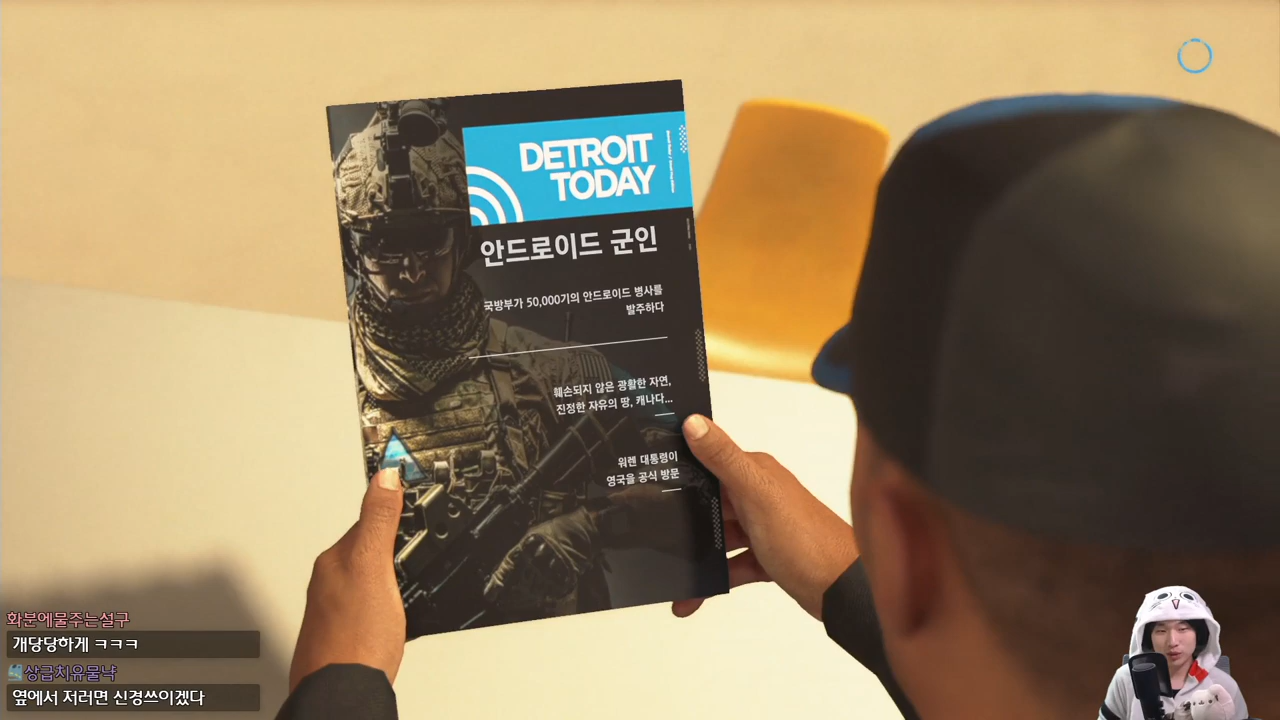 DETROIT
TODAY
안드로이드 군인
국방부가 50,000기의 안드로이드 병사를
발주하다
훼손되지 않은 광활한 자연,
진정한 자유의 땅, 캐나다...
워렌 대통령이
영국을 공식 방문
화분에물주는설구
개당당하게 ㅋㅋㅋ
상급치유물냑
옆에서 저러면 신경쓰이겠다